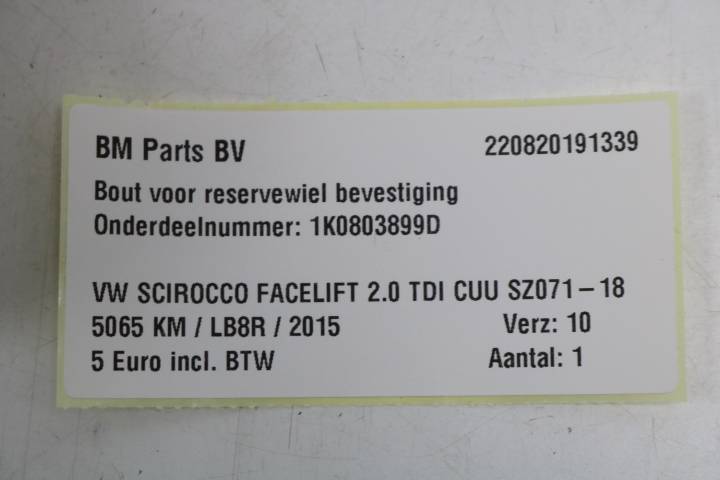 BM Parts BV 220820191339
Bout voor reservewiel bevestiging
Onderdeelnummer: 1K0803899D
VW SCIROCCO FACELIFT 2.0 TDI CUU SZ071-18
5065 KM / LB8R / 2015 Verz: 10
5 Euro incl. BTW Aantal: 1